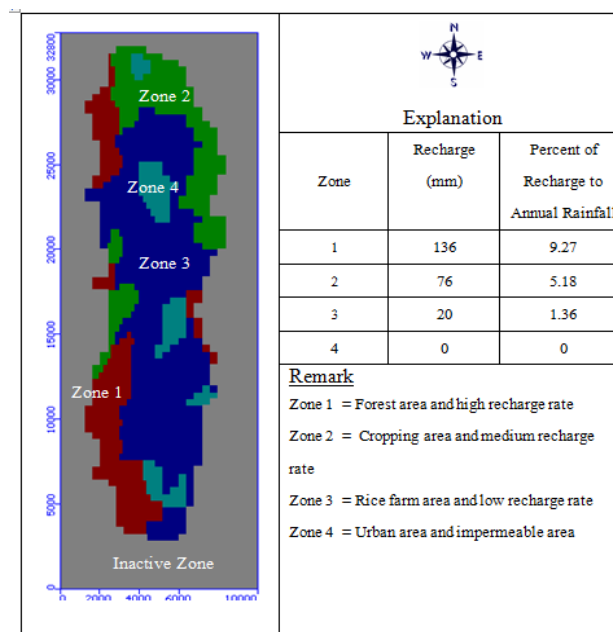 32800
30000
25000
20000
15000
10000
5000
0
0
2000
4000
6000
10000
Zone 2
Zone 4
Zone 3
Zone 1
Inactive Zone
N
W E
S
Explanation
Zone Recharge (mm) Percent of Recharge to Annual Rainfall
1 136 9.27
2 76 5.18
3 20 1.36
4 0 0
Remark
Zone 1 = Forest area and high recharge rate
Zone 2 = Cropping area and medium recharge
rate
Zone 3 = Rice farm area and low recharge rate
Zone 4 = Urban area and impermeable area